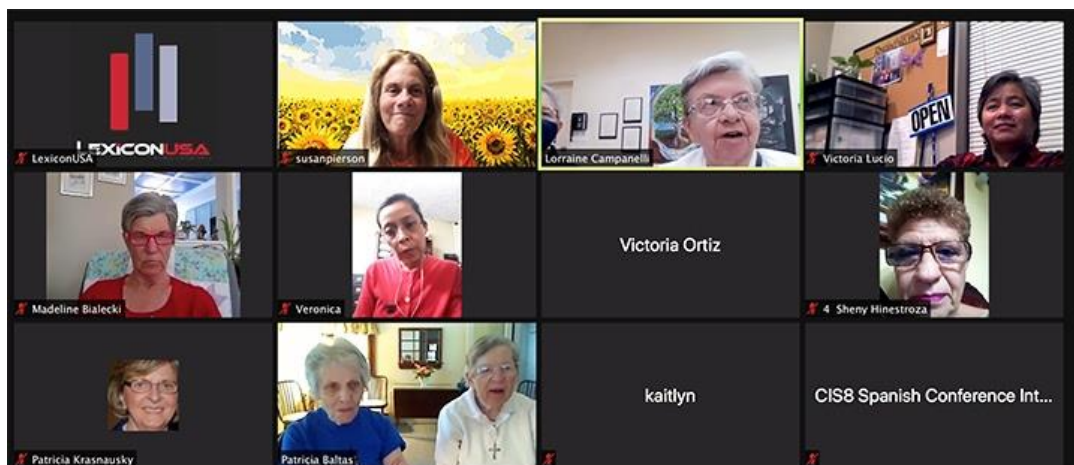 LEXICONUSA
LexiconUSA
susanpierson
Lorraine Campanelli
OPEN
Victoria Lucio
Madeline Bialecki
Veronica
Victoria Ortiz
4 Sheny Hinestroza
Patricia Krasnausky
Patricia Baltas
kaitlyn
CIS8 Spanish Conference Int...